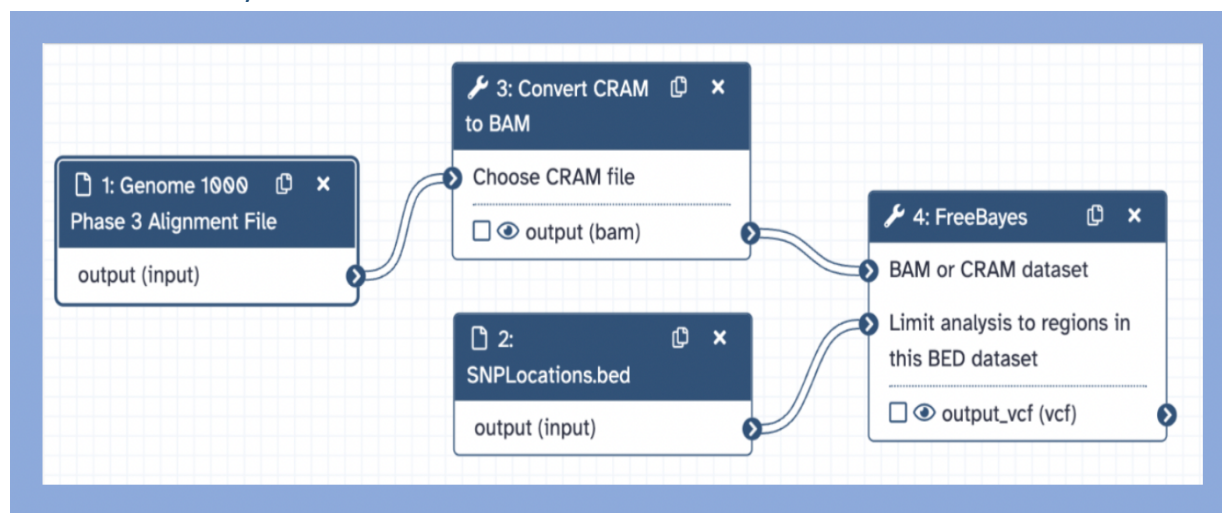 1: Genome 1000
Phase 3 Alignment File
output (input)
3: Convert CRAM
to BAM
Choose CRAM file
output (bam)
2:
SNPLocations.bed
output (input)
4: FreeBayes
BAM or CRAM dataset
Limit analysis to regions in
this BED dataset
output_vcf (vcf)